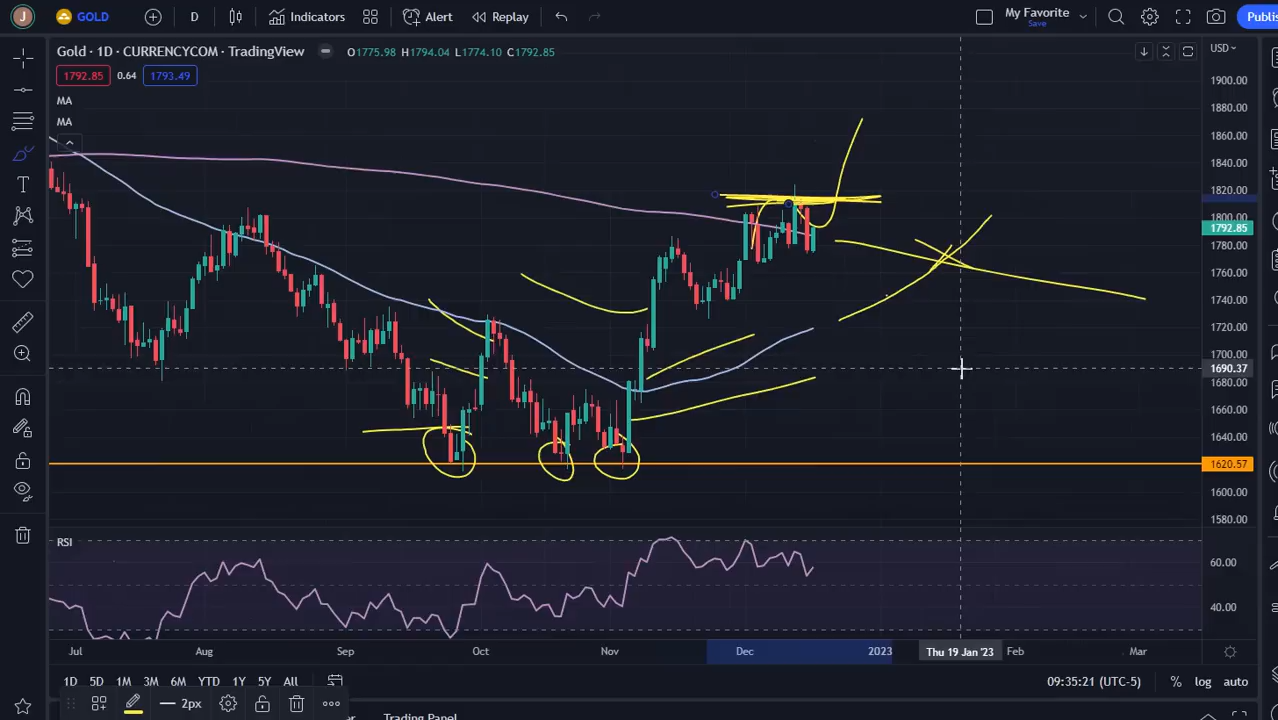 J GOLD D Indicators Alert Replay My Favorite Save Publis
Gold · 1D · CURRENCYCOM · TradingView O1775.98 H1794.04 L1774.10 C1792.85 USD
1792.85 0.64 1793.49
MA
MA
1900.00
1880.00
1860.00
1840.00
1820.00
1800.00
1792.85
1780.00
1760.00
1740.00
1720.00
1700.00
1690.37
1680.00
1660.00
1640.00
1620.57
1600.00
1580.00
RSI
60.00
40.00
Jul Aug Sep Oct Nov Dec 2023 Thu 19 Jan '23 Feb Mar
1D 5D 1M 3M 6M YTD 1Y 5Y All 09:35:21 (UTC-5) % log auto
2px
Trading Panel